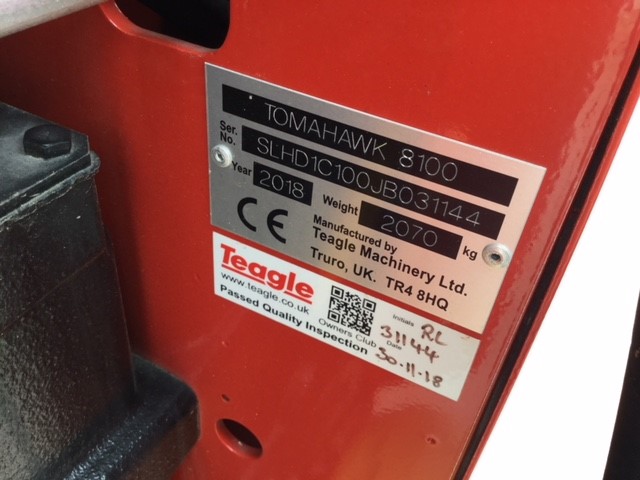 TOMAHAWK 8100
Ser. No. SLHD1C100JB031144
Year 2018 Weight 2070 kg
CE
Manufactured by
Teagle Machinery Ltd.
Truro, UK. TR4 8HQ
Teagle
www.teagle.co.uk
Owners Club
Passed Quality Inspection
Initials RL
31144
Date 30-11-18